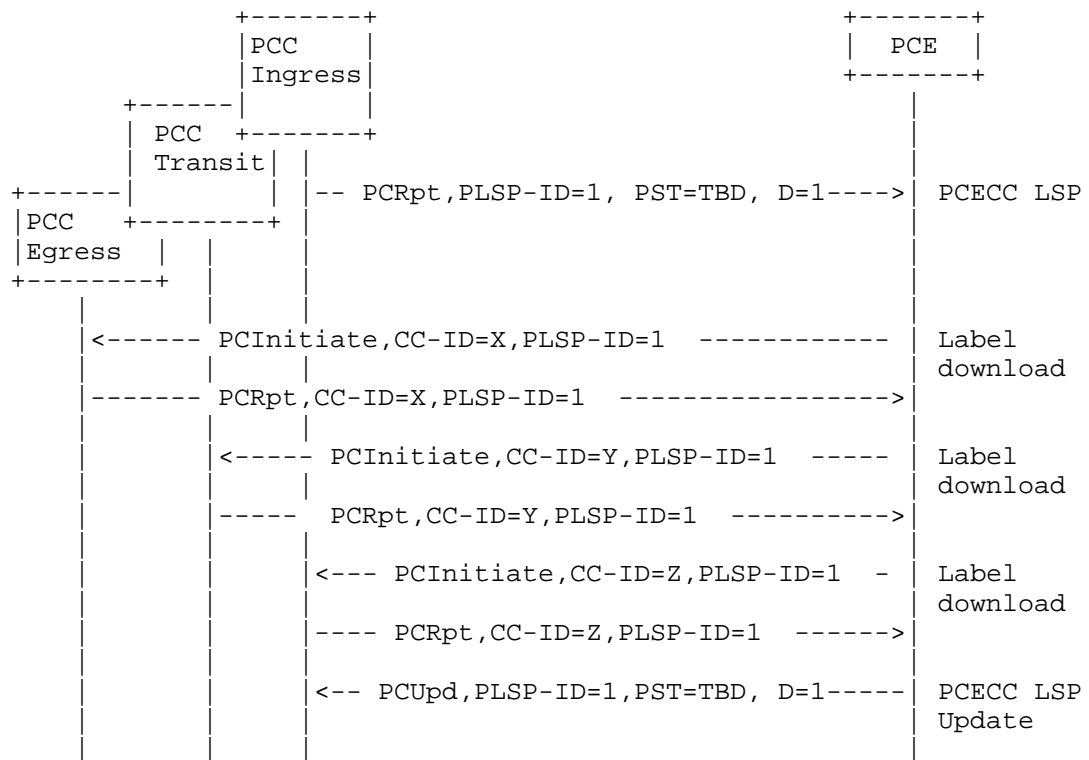 PCC
PCE
Ingress
PCC
Transit
-- PCRpt,PLSP-ID=1, PST=TBD, D=1----> PCECC LSP
PCC
Egress
<------ PCInitiate,CC-ID=X,PLSP-ID=1 ------------ Label
download
------- PCRpt,CC-ID=X,PLSP-ID=1 ----------------->
<----- PCInitiate,CC-ID=Y,PLSP-ID=1 ----- Label
download
----- PCRpt,CC-ID=Y,PLSP-ID=1 ---------->
<--- PCInitiate,CC-ID=Z,PLSP-ID=1 - Label
download
---- PCRpt,CC-ID=Z,PLSP-ID=1 ------>
<-- PCUpd,PLSP-ID=1,PST=TBD, D=1----- PCECC LSP
Update